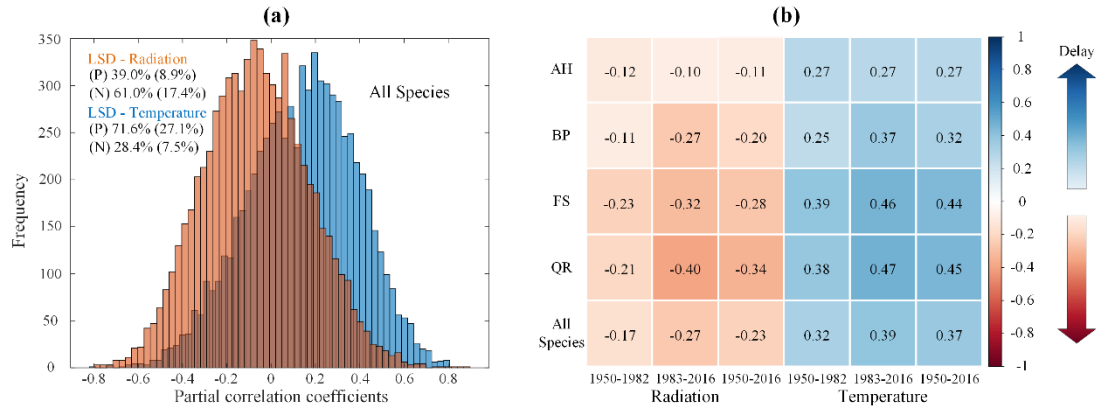 (a)
350
300
250
200
150
100
50
0
Frequency
LSD - Radiation
(P) 39.0% (8.9%)
(N) 61.0% (17.4%)
LSD - Temperature
(P) 71.6% (27.1%)
(N) 28.4% (7.5%)
All Species
-0.8 -0.6 -0.4 -0.2 0 0.2 0.4 0.6 0.8
Partial correlation coefficients
(b)
AH -0.12 -0.10 -0.11 0.27 0.27 0.27
BP -0.11 -0.27 -0.20 0.25 0.37 0.32
FS -0.23 -0.32 -0.28 0.39 0.46 0.44
QR -0.21 -0.40 -0.34 0.38 0.47 0.45
All
Species -0.17 -0.27 -0.23 0.32 0.39 0.37
1950-1982 1983-2016 1950-2016 1950-1982 1983-2016 1950-2016
Radiation Temperature
1
0.8
0.6
0.4
0.2
0
-0.2
-0.4
-0.6
-0.8
-1
Delay